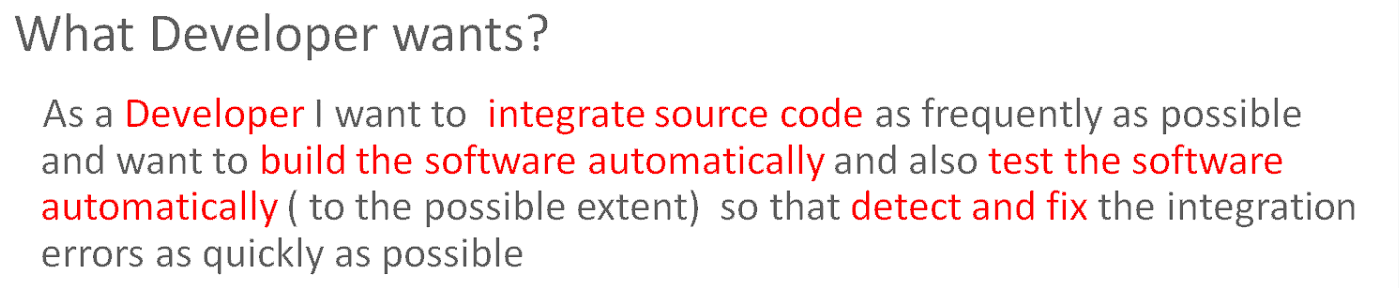 What Developer wants?
As a Developer I want to  integrate source code as frequently as possible
and want to build the software automatically and also test the software
automatically ( to the possible extent)  so that detect and fix the integration
errors as quickly as possible